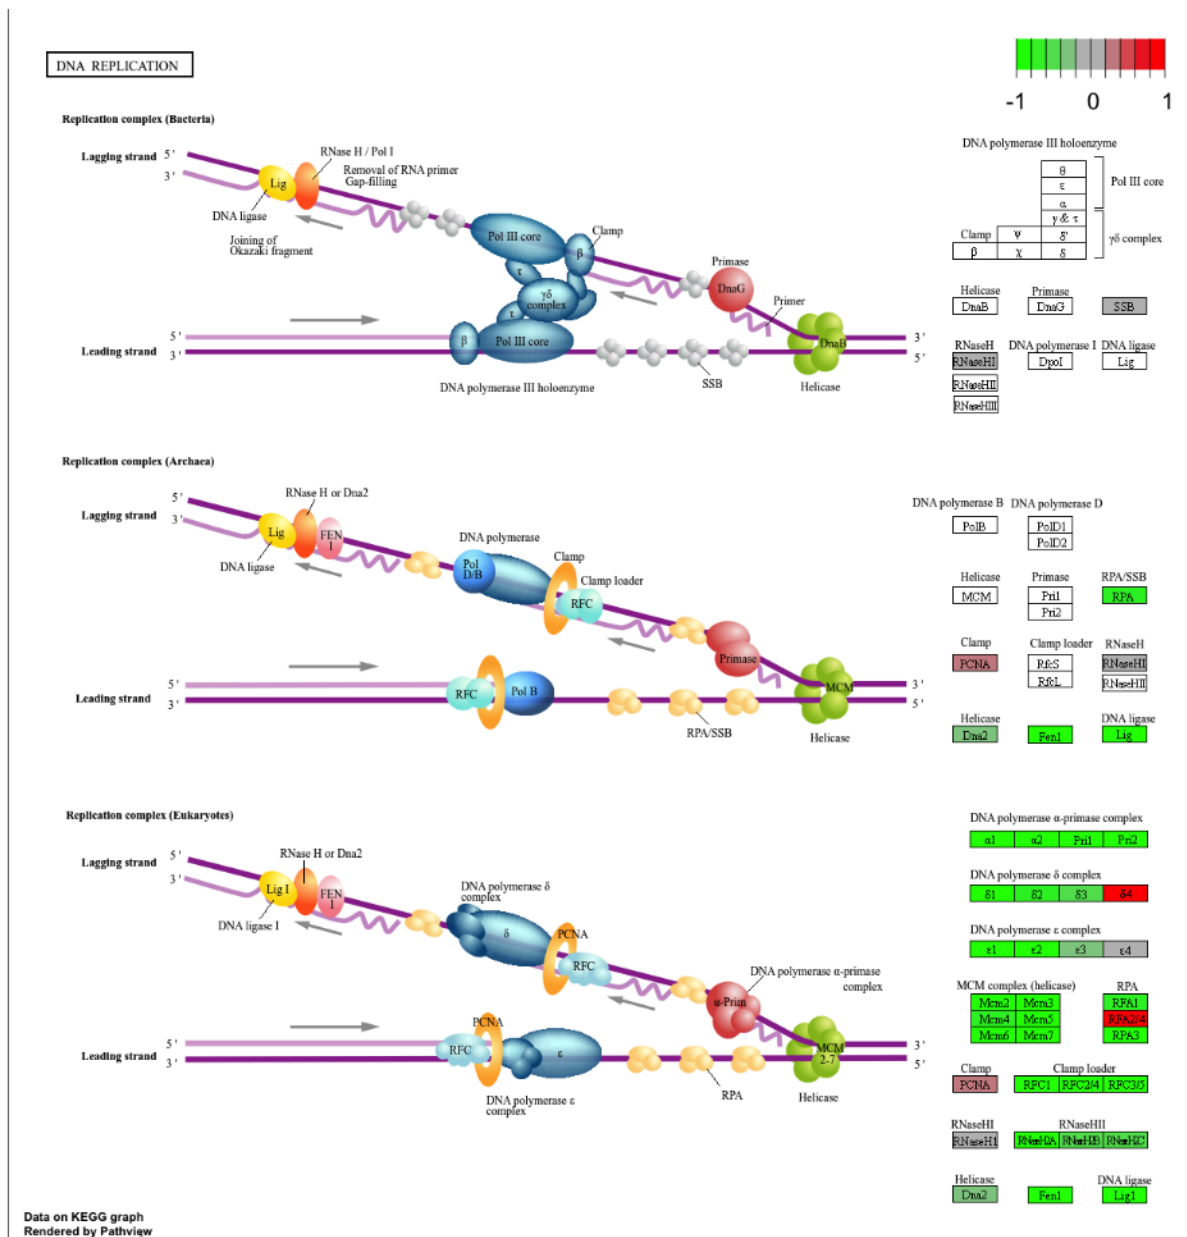 DNA REPLICATION
-1 0 1
Replication complex (Bacteria)
Lagging strand 5' 3'
RNase H / Pol I
Removal of RNA primer
Gap-filling
Lig
DNA ligase
Joining of
Okazaki fragment
Pol III core
Clamp
β
τ
γδ
complex
τ
β
Pol III core
Primase
DnaG
Primer
DnaB
Helicase
SSB
DNA polymerase III holoenzyme
5' 3'
Leading strand 3' 5'
DNA polymerase III holoenzyme
θ
ε
α
Pol III core
γ & τ
Clamp ψ δ'
β χ δ
γδ complex
Helicase Primase
DnaB DnaG SSB
RNaseH DNA polymerase I DNA ligase
RNaseHI DpoI Lig
RNaseHII
RNaseHIII
Replication complex (Archaea)
Lagging strand 5' 3'
RNase H or Dna2
Lig
FEN
1
DNA ligase
DNA polymerase
Pol
D/B
Clamp
Clamp loader
RFC
Primase
MCM
Helicase
RFC
Pol B
RPA/SSB
5' 3'
Leading strand 3' 5'
DNA polymerase B DNA polymerase D
PolB PolD1
PolD2
Helicase Primase RPA/SSB
MCM Pri1 RPA
Pri2
Clamp Clamp loader RNaseH
PCNA RfcS RNaseHI
RfcL RNaseHII
Helicase DNA ligase
Dna2 Fen1 Lig
Replication complex (Eukaryotes)
Lagging strand 5' 3'
RNase H or Dna2
Lig I
FEN
1
DNA ligase I
DNA polymerase δ
complex
δ
PCNA
RFC
DNA polymerase α-primase
complex
α-Prim
MCM
2-7
Helicase
PCNA
RFC
ε
DNA polymerase ε
complex
RPA
5' 3'
Leading strand 3' 5'
DNA polymerase α-primase complex
α1 α2 Pri1 Pri2
DNA polymerase δ complex
δ1 δ2 δ3 δ4
DNA polymerase ε complex
ε1 ε2 ε3 ε4
MCM complex (helicase) RPA
Mcm2 Mcm3 RFA1
Mcm4 Mcm5 RFA2/4
Mcm6 Mcm7 RPA3
Clamp Clamp loader
PCNA RFC1 RFC2/4 RFC3/5
RNaseHI RNaseHII
RNaseH1 RNaseH2A RNaseH2B RNaseH2C
Helicase DNA ligase
Dna2 Fen1 Lig1
Data on KEGG graph
Rendered by Pathview